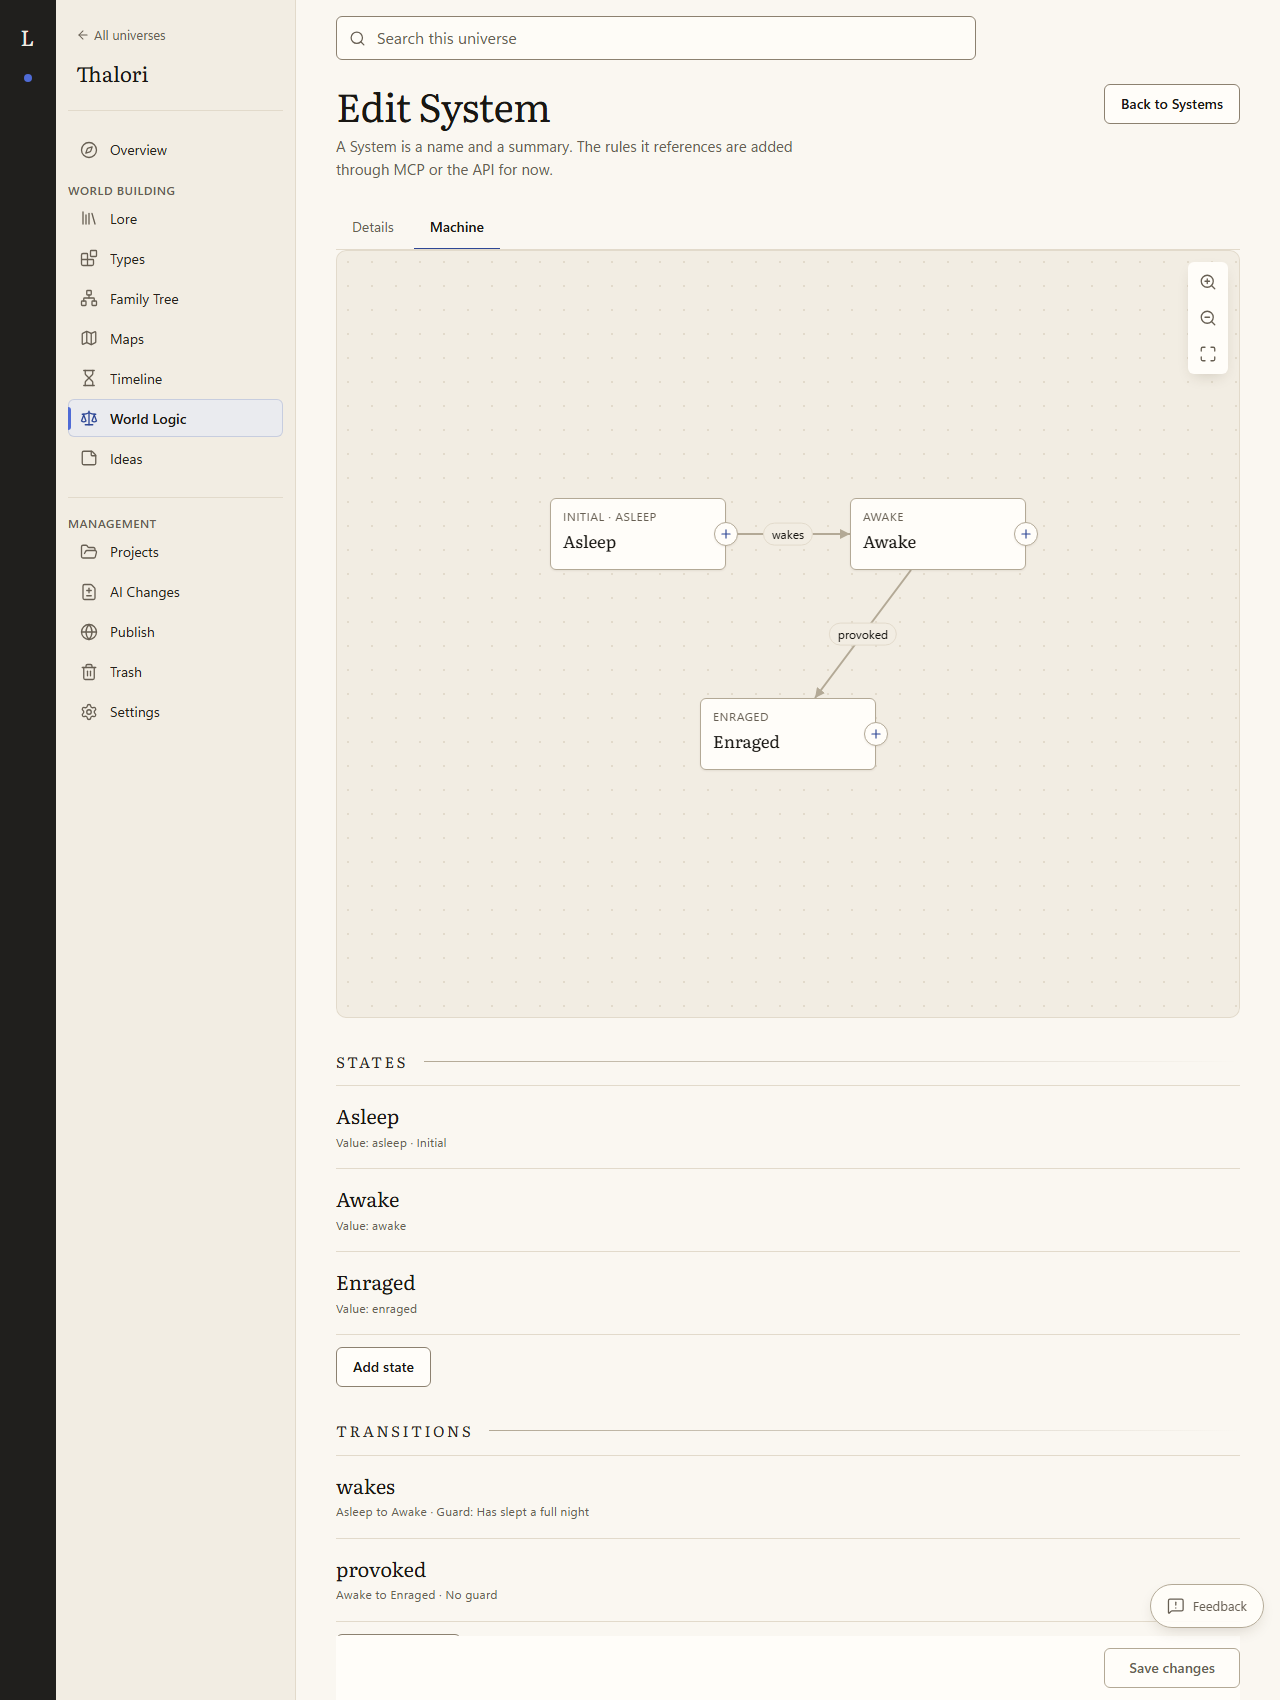 L
All universes
Thalori
Overview
WORLD BUILDING
Lore
Types
Family Tree
Maps
Timeline
World Logic
Ideas
MANAGEMENT
Projects
AI Changes
Publish
Trash
Settings
Search this universe
Edit System
Back to Systems
A System is a name and a summary. The rules it references are added
through MCP or the API for now.
Details
Machine
INITIAL · ASLEEP
Asleep
wakes
AWAKE
Awake
provoked
ENRAGED
Enraged
STATES
Asleep
Value: asleep · Initial
Awake
Value: awake
Enraged
Value: enraged
Add state
TRANSITIONS
wakes
Asleep to Awake · Guard: Has slept a full night
provoked
Awake to Enraged · No guard
Feedback
Save changes